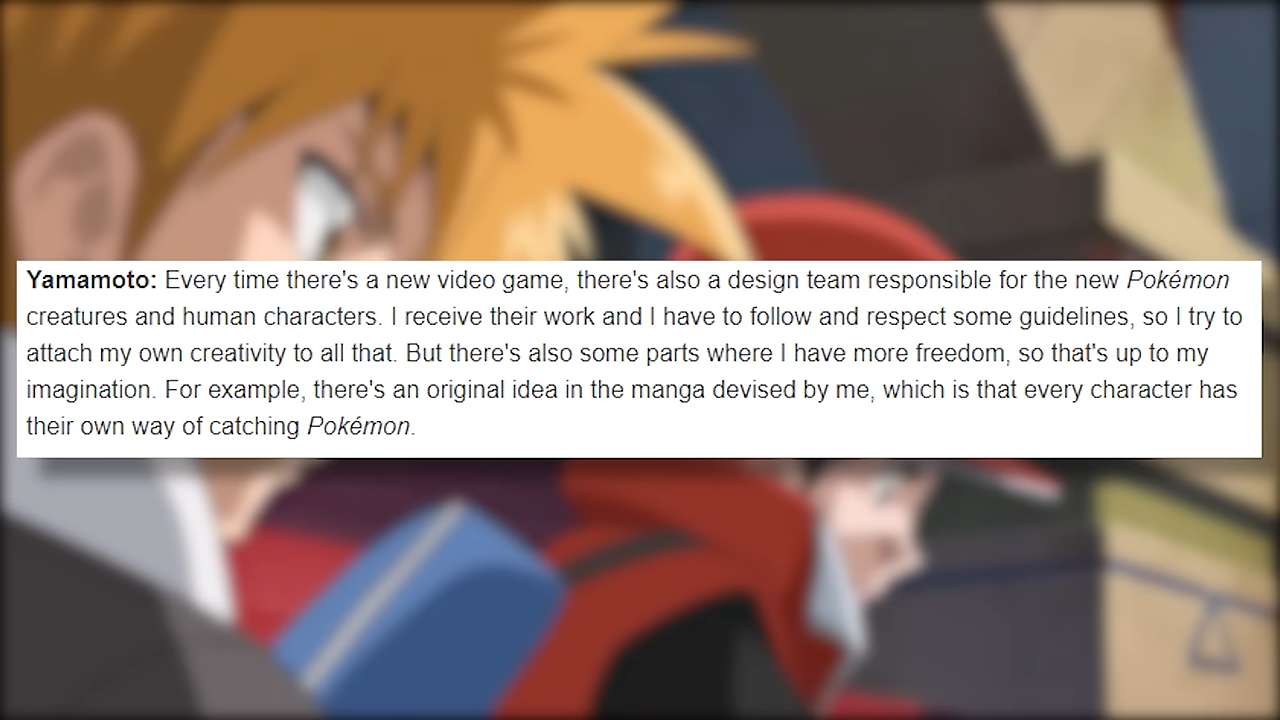 Yamamoto: Every time there's a new video game, there's also a design team responsible for the new Pokémon
creatures and human characters. I receive their work and I have to follow and respect some guidelines, so I try to
attach my own creativity to all that. But there's also some parts where I have more freedom, so that's up to my
imagination. For example, there's an original idea in the manga devised by me, which is that every character has
their own way of catching Pokémon.